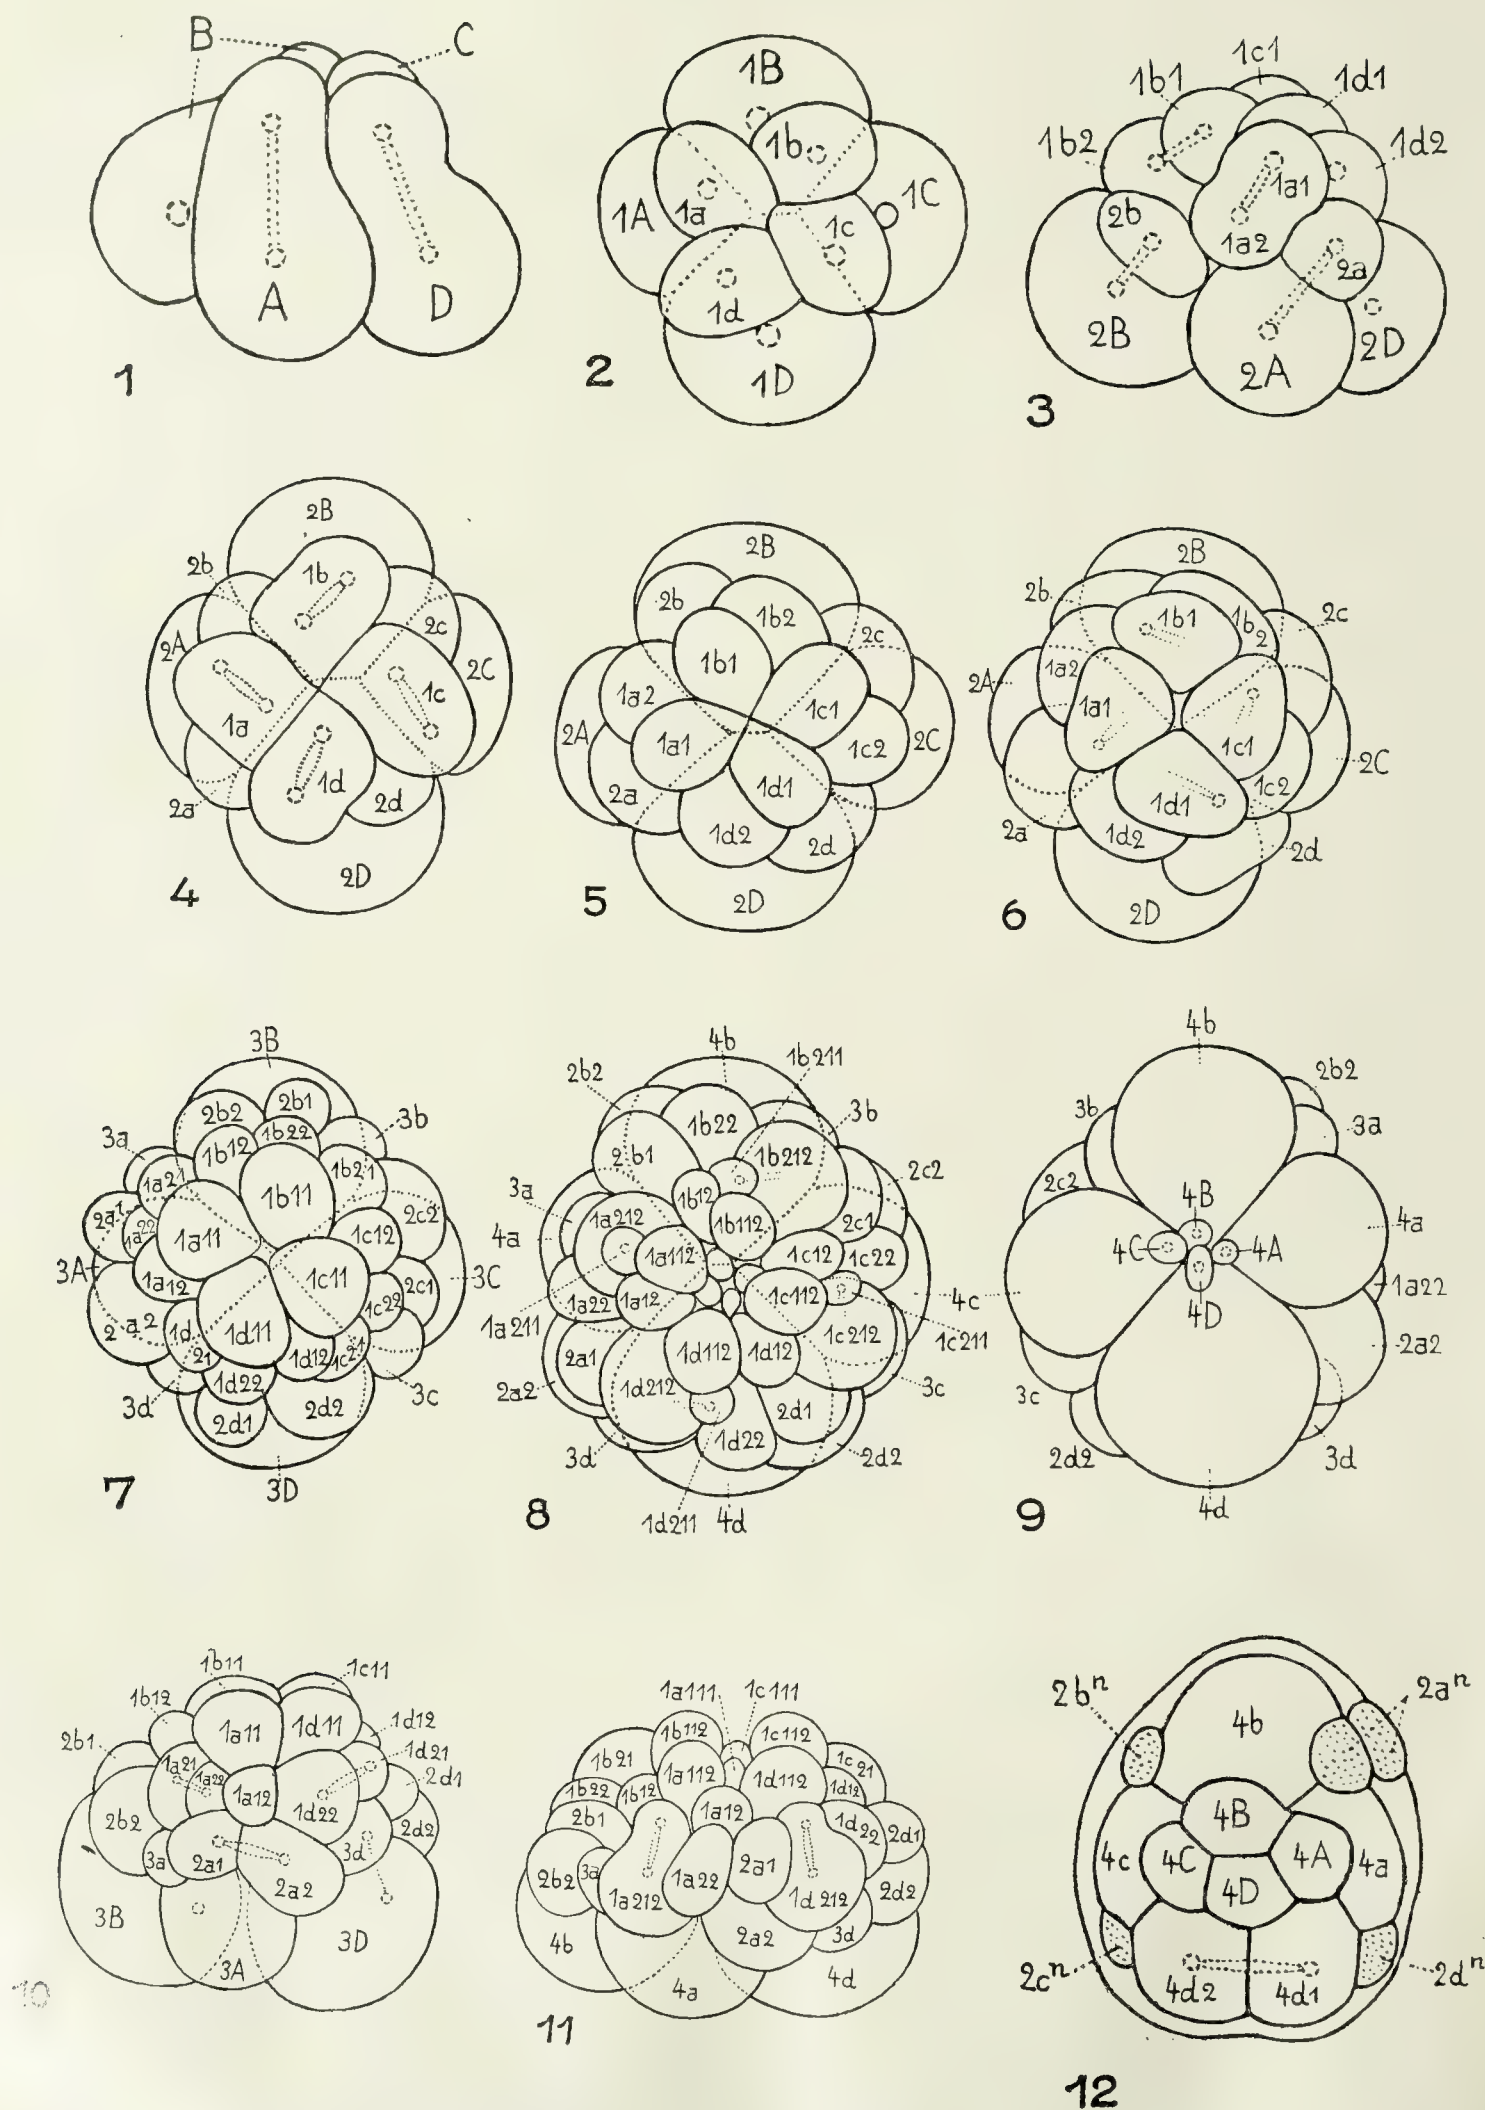 B
C
A
D
1
1B
1b
1A
1a
1C
1c
1d
1D
2
1c1
1b1
1d1
1b2
1d2
1a1
2b
1a2
2a
2B
2D
2A
3
2B
2b
1b
2A
2c
2C
1c
1a
1d
2a
2d
2D
4
2B
2b
1b2
2c
1b1
1a2
1c1
2A
1a1
1c2
2C
2a
1d1
1d2
2d
2D
5
2B
2b
1b1
1b2
2c
1a2
2A
1a1
1c1
2C
1c2
1d1
2a
1d2
2d
2D
6
3B
2b2
2b1
3b
3a
1b12
1b22
1a21
1b21
1b11
2a1
1a22
1a11
1c12
2c2
3A
1a12
1c11
2c1
3C
1c22
2a2
1d21
1d11
1d12
1c21
1d22
3d
2d1
2d2
3c
3D
7
4b
1b211
2b2
3b
1b22
2b1
1b212
2c2
3a
1b12
1a212
1b112
2c1
4a
1a112
1c12
1c22
1a22
1a12
1c112
4c
1a211
1c212
1c211
2a1
1d112
1d12
2a2
1d212
3c
2d1
3d
1d22
2d2
1d211
4d
8
4b
2b2
3b
3a
2c2
4B
4a
4C
4A
1a22
4D
2a2
3c
2d2
3d
4d
9
1b11
1c11
1b12
1a11
1d11
1d12
2b1
1a21
1a22
1d21
1a12
2d1
2b2
1d22
2d2
3a
2a1
3d
2a2
3B
3D
3A
10
1a111
1c111
1b112
1c112
1b21
1a112
1d112
1c21
1b22
1b12
1d12
2b1
1a12
1d22
2d1
2b2
3a
1a212
1a22
2a1
1d212
2d2
4b
2a2
3d
4a
4d
11
2bⁿ
2aⁿ
4b
4B
4c
4C
4A
4a
4D
2cⁿ
4d2
4d1
2dⁿ
12